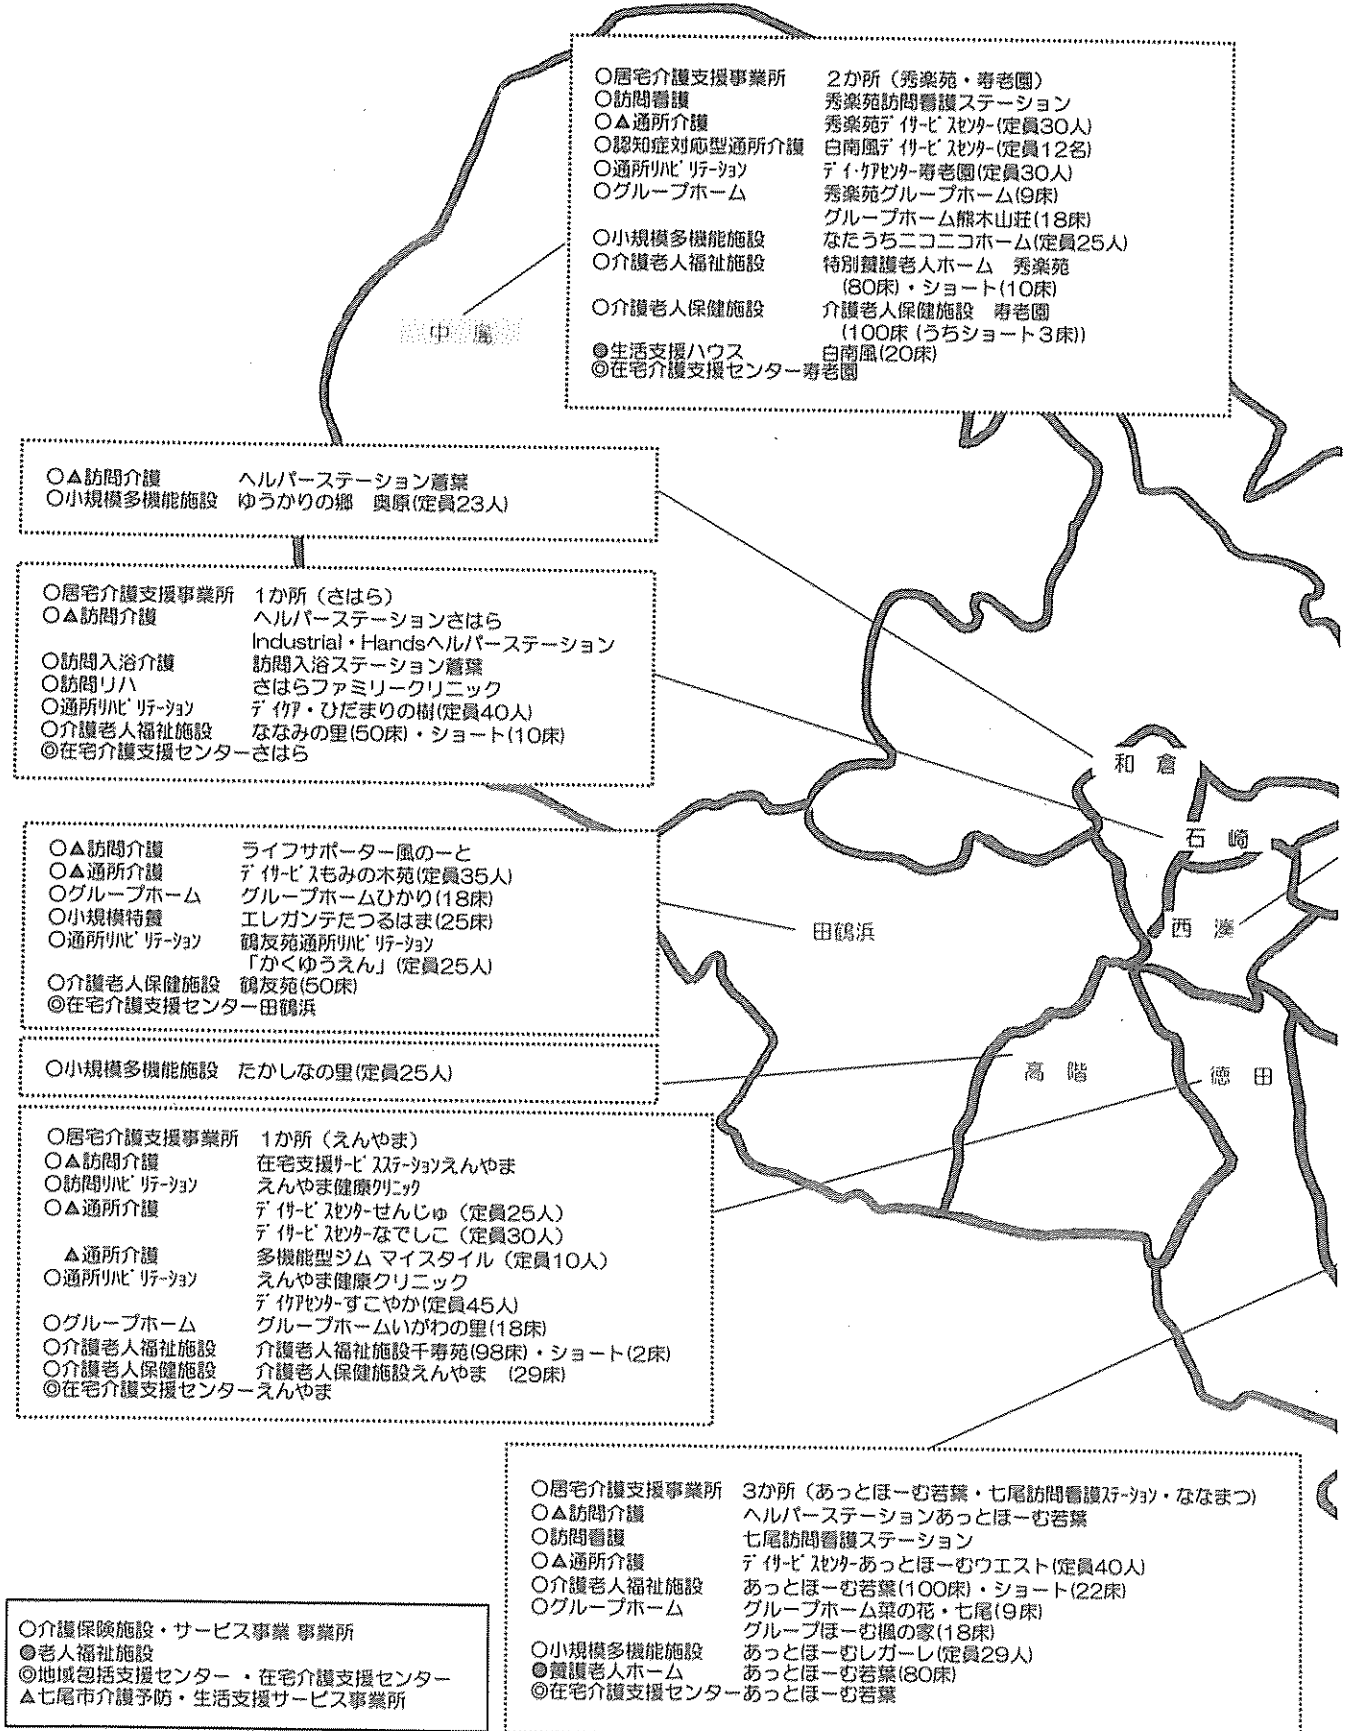 ○居宅介護支援事業所　2か所（秀楽苑・寿老園）
○訪問看護　秀楽苑訪問看護ステーション
○▲通所介護　秀楽苑デイサービスセンター(定員30人)
○認知症対応型通所介護　白南風デイサービスセンター(定員12名)
○通所リハビリテーション　デイ・ケアセンター寿老園(定員30人)
○グループホーム　秀楽苑グループホーム(9床)
グループホーム熊木山荘(18床)
○小規模多機能施設　なたうちニコニコホーム(定員25人)
○介護老人福祉施設　特別養護老人ホーム　秀楽苑
(80床)・ショート(10床)
○介護老人保健施設　介護老人保健施設　寿老園
(100床 (うちショート3床))
●生活支援ハウス　白南風(20床)
◎在宅介護支援センター寿老園
中　島
○▲訪問介護　ヘルパーステーション蒼葉
○小規模多機能施設　ゆうかりの郷　奥原(定員23人)
○居宅介護支援事業所　1か所（さはら）
○▲訪問介護　ヘルパーステーションさはら
Industrial・Handsヘルパーステーション
○訪問入浴介護　訪問入浴ステーション蒼葉
○訪問リハ　さはらファミリークリニック
○通所リハビリテーション　デイケア・ひだまりの樹(定員40人)
○介護老人福祉施設　ななみの里(50床)・ショート(10床)
◎在宅介護支援センターさはら
和　倉
石　崎
○▲訪問介護　ライフサポーター風のーと
○▲通所介護　デイサービスもみの木苑(定員35人)
○グループホーム　グループホームひかり(18床)
○小規模特養　エレガンテたつるはま(25床)
○通所リハビリテーション　鶴友苑通所リハビリテーション
「かくゆうえん」(定員25人)
○介護老人保健施設　鶴友苑(50床)
◎在宅介護支援センター田鶴浜
田鶴浜
西　湊
○小規模多機能施設　たかしなの里(定員25人)
高　階
徳　田
○居宅介護支援事業所　1か所（えんやま）
○▲訪問介護　在宅支援サービスステーションえんやま
○訪問リハビリテーション　えんやま健康クリニック
○▲通所介護　デイサービスセンターせんじゅ（定員25人）
デイサービスセンターなでしこ（定員30人）
▲通所介護　多機能型ジム マイスタイル（定員10人）
○通所リハビリテーション　えんやま健康クリニック
デイケアセンターすこやか(定員45人)
○グループホーム　グループホームいがわの里(18床)
○介護老人福祉施設　介護老人福祉施設千寿苑(98床)・ショート(2床)
○介護老人保健施設　介護老人保健施設えんやま　(29床)
◎在宅介護支援センターえんやま
○居宅介護支援事業所　3か所（あっとほーむ若葉・七尾訪問看護ステーション・ななまつ）
○▲訪問介護　ヘルパーステーションあっとほーむ若葉
○訪問看護　七尾訪問看護ステーション
○▲通所介護　デイサービスセンターあっとほーむウエスト(定員40人)
○介護老人福祉施設　あっとほーむ若葉(100床)・ショート(22床)
○グループホーム　グループホーム菜の花・七尾(9床)
グループほーむ楓の家(18床)
○小規模多機能施設　あっとほーむレガーレ(定員29人)
●養護老人ホーム　あっとほーむ若葉(80床)
◎在宅介護支援センターあっとほーむ若葉
○介護保険施設・サービス事業 事業所
●老人福祉施設
◎地域包括支援センター ・在宅介護支援センター
▲七尾市介護予防・生活支援サービス事業所